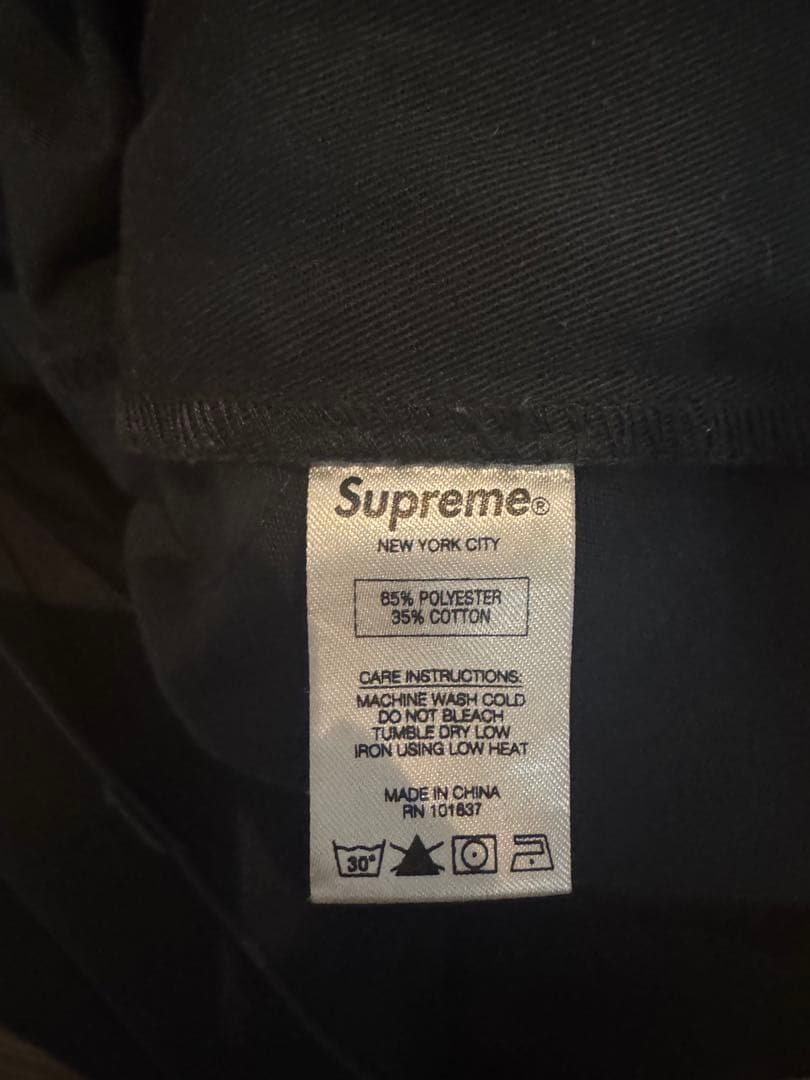 Supreme®
NEW YORK CITY
65% POLYESTER
35% COTTON
CARE INSTRUCTIONS:
MACHINE WASH COLD
DO NOT BLEACH
TUMBLE DRY LOW
IRON USING LOW HEAT
MADE IN CHINA
RN 101837
30°